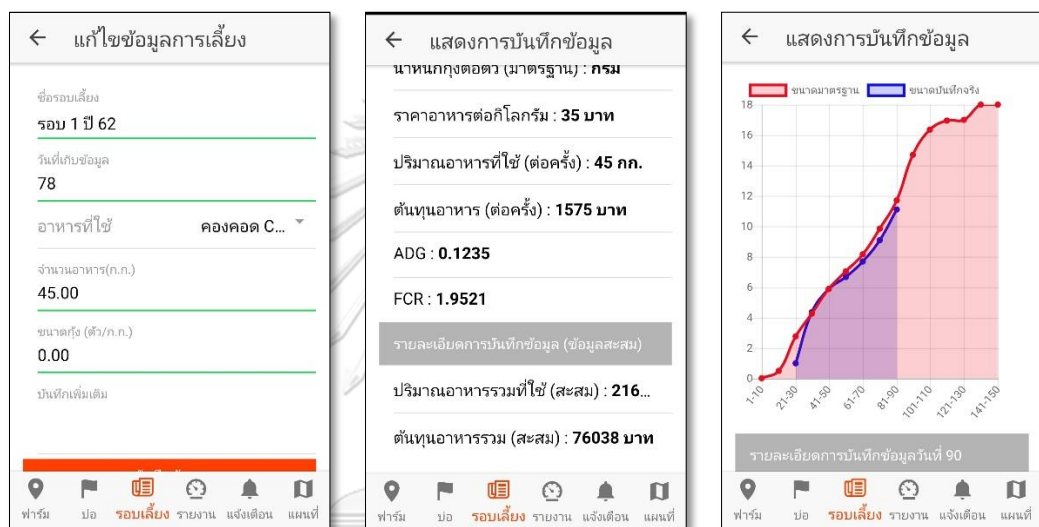 แก้ไขข้อมูลการเลี้ยง
ชื่อรอบเลี้ยง
รอบ 1 ปี 62
วันที่เก็บข้อมูล
78
อาหารที่ใช้ คองคอด C...
จำนวนอาหาร(ก.ก.)
45.00
ขนาดกุ้ง (ตัว/ก.ก.)
0.00
บันทึกเพิ่มเติม
ฟาร์ม บ่อ รอบเลี้ยง รายงาน แจ้งเตือน แผนที่
แสดงการบันทึกข้อมูล
น้ำหนักกุ้งต่อตัว (มาตรฐาน) : กรัม
ราคาอาหารต่อกิโลกรัม : 35 บาท
ปริมาณอาหารที่ใช้ (ต่อครั้ง) : 45 กก.
ต้นทุนอาหาร (ต่อครั้ง) : 1575 บาท
ADG : 0.1235
FCR : 1.9521
รายละเอียดการบันทึกข้อมูล (ข้อมูลสะสม)
ปริมาณอาหารรวมที่ใช้ (สะสม) : 216...
ต้นทุนอาหารรวม (สะสม) : 76038 บาท
ฟาร์ม บ่อ รอบเลี้ยง รายงาน แจ้งเตือน แผนที่
แสดงการบันทึกข้อมูล
ขนาดมาตรฐาน ขนาดบันทึกจริง
18
16
14
12
10
8
6
4
2
0
1-10 21-30 41-50 61-70 81-90 101-110 121-130 141-150
รายละเอียดการบันทึกข้อมูลวันที่ 90
ฟาร์ม บ่อ รอบเลี้ยง รายงาน แจ้งเตือน แผนที่